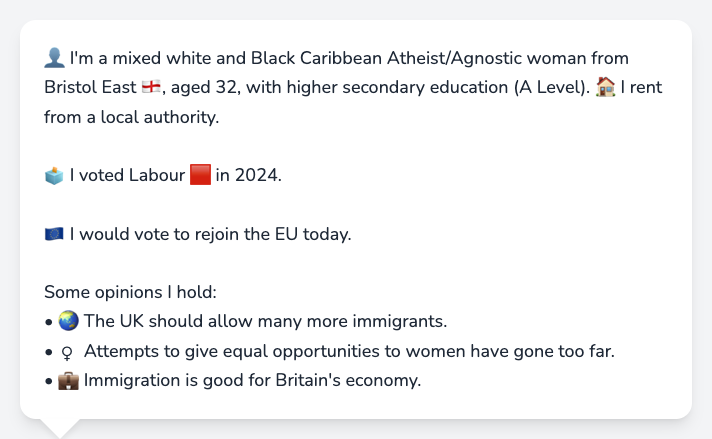 👤 I'm a mixed white and Black Caribbean Atheist/Agnostic woman from
Bristol East 🏴󠁧󠁢󠁥󠁮󠁧󠁿, aged 32, with higher secondary education (A Level). 🏠 I rent
from a local authority.
🗳️ I voted Labour 🟥 in 2024.
🇪🇺 I would vote to rejoin the EU today.
Some opinions I hold:
• 🌏 The UK should allow many more immigrants.
• ♀ Attempts to give equal opportunities to women have gone too far.
• 💼 Immigration is good for Britain's economy.